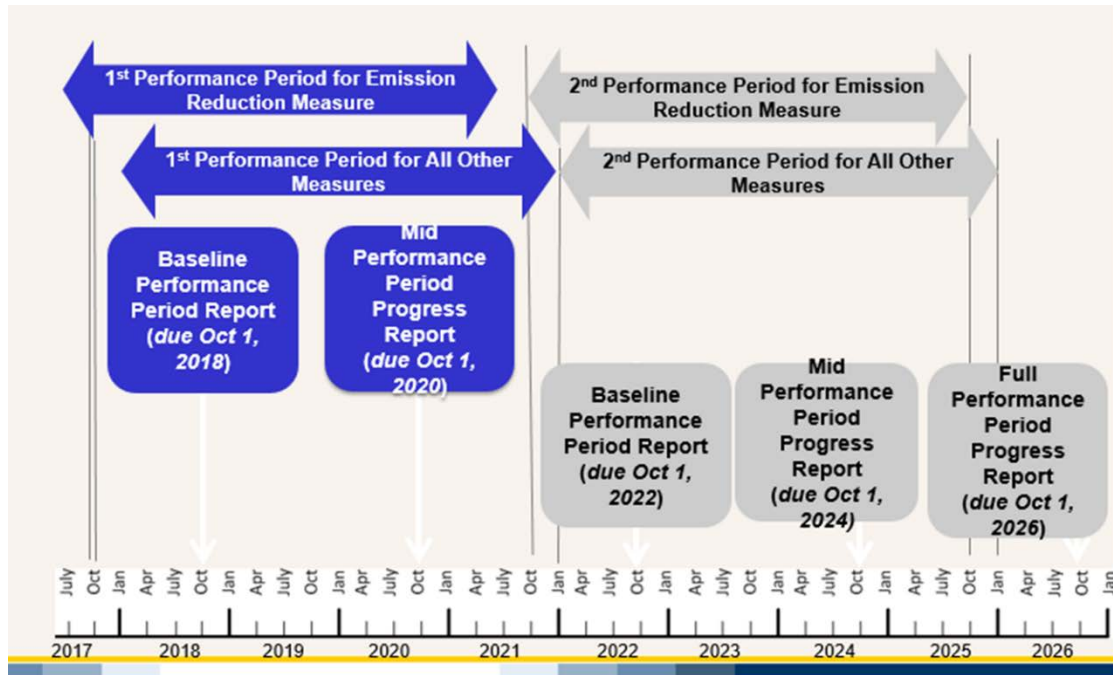 1st Performance Period for Emission
Reduction Measure
2nd Performance Period for Emission
Reduction Measure
1st Performance Period for All Other
Measures
2nd Performance Period for All Other
Measures
Baseline
Performance
Period Report
(due Oct 1,
2018)
Mid
Performance
Period
Progress
Report
(due Oct 1,
2020)
Baseline
Performance
Period Report
(due Oct 1,
2022)
Mid
Performance
Period
Progress
Report
(due Oct 1,
2024)
Full
Performance
Period
Progress
Report
(due Oct 1,
2026)
July Oct Jan Apr July Oct Jan Apr July Oct Jan Apr July Oct Jan Apr July Oct Jan Apr July Oct Jan Apr July Oct Jan Apr July Oct Jan Apr July Oct Jan Apr July Oct Jan
2017 2018 2019 2020 2021 2022 2023 2024 2025 2026